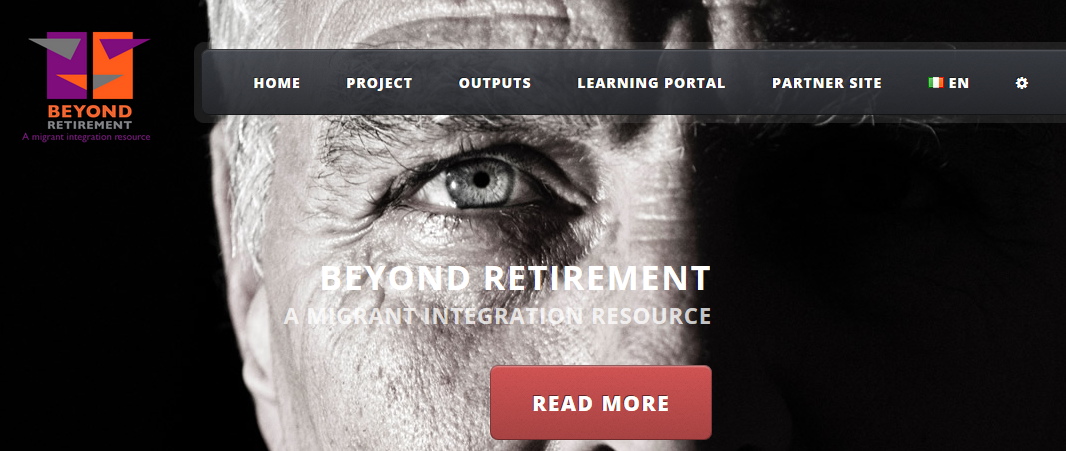 BEYOND
RETIREMENT
A migrant integration resource
HOME PROJECT OUTPUTS LEARNING PORTAL PARTNER SITE EN
BEYOND RETIREMENT
A MIGRANT INTEGRATION RESOURCE
READ MORE